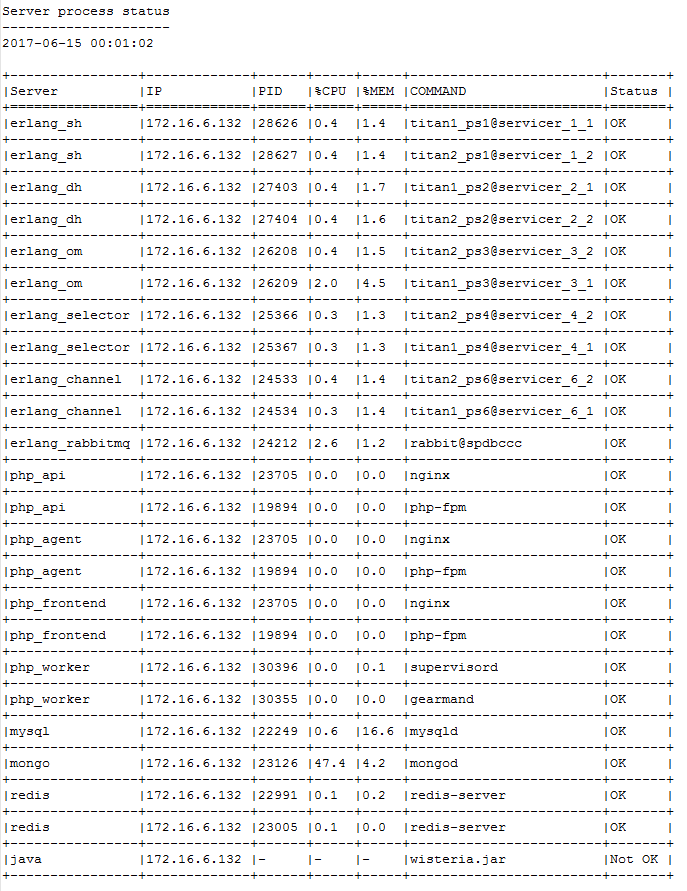 Server process status
---------------------
2017-06-15 00:01:02
+----------------+-------------+------+-----+-----+------------------------+-------+
|Server          |IP           |PID   |%CPU |%MEM |COMMAND                 |Status |
+================+=============+======+=====+=====+========================+=======+
|erlang_sh       |172.16.6.132 |28626 |0.4  |1.4  |titan1_ps1@servicer_1_1 |OK     |
+----------------+-------------+------+-----+-----+------------------------+-------+
|erlang_sh       |172.16.6.132 |28627 |0.4  |1.4  |titan2_ps1@servicer_1_2 |OK     |
+----------------+-------------+------+-----+-----+------------------------+-------+
|erlang_dh       |172.16.6.132 |27403 |0.4  |1.7  |titan1_ps2@servicer_2_1 |OK     |
+----------------+-------------+------+-----+-----+------------------------+-------+
|erlang_dh       |172.16.6.132 |27404 |0.4  |1.6  |titan2_ps2@servicer_2_2 |OK     |
+----------------+-------------+------+-----+-----+------------------------+-------+
|erlang_om       |172.16.6.132 |26208 |0.4  |1.5  |titan2_ps3@servicer_3_2 |OK     |
+----------------+-------------+------+-----+-----+------------------------+-------+
|erlang_om       |172.16.6.132 |26209 |2.0  |4.5  |titan1_ps3@servicer_3_1 |OK     |
+----------------+-------------+------+-----+-----+------------------------+-------+
|erlang_selector |172.16.6.132 |25366 |0.3  |1.3  |titan2_ps4@servicer_4_2 |OK     |
+----------------+-------------+------+-----+-----+------------------------+-------+
|erlang_selector |172.16.6.132 |25367 |0.3  |1.3  |titan1_ps4@servicer_4_1 |OK     |
+----------------+-------------+------+-----+-----+------------------------+-------+
|erlang_channel  |172.16.6.132 |24533 |0.4  |1.4  |titan2_ps6@servicer_6_2 |OK     |
+----------------+-------------+------+-----+-----+------------------------+-------+
|erlang_channel  |172.16.6.132 |24534 |0.3  |1.4  |titan1_ps6@servicer_6_1 |OK     |
+----------------+-------------+------+-----+-----+------------------------+-------+
|erlang_rabbitmq |172.16.6.132 |24212 |2.6  |1.2  |rabbit@spdbccc          |OK     |
+----------------+-------------+------+-----+-----+------------------------+-------+
|php_api         |172.16.6.132 |23705 |0.0  |0.0  |nginx                   |OK     |
+----------------+-------------+------+-----+-----+------------------------+-------+
|php_api         |172.16.6.132 |19894 |0.0  |0.0  |php-fpm                 |OK     |
+----------------+-------------+------+-----+-----+------------------------+-------+
|php_agent       |172.16.6.132 |23705 |0.0  |0.0  |nginx                   |OK     |
+----------------+-------------+------+-----+-----+------------------------+-------+
|php_agent       |172.16.6.132 |19894 |0.0  |0.0  |php-fpm                 |OK     |
+----------------+-------------+------+-----+-----+------------------------+-------+
|php_frontend    |172.16.6.132 |23705 |0.0  |0.0  |nginx                   |OK     |
+----------------+-------------+------+-----+-----+------------------------+-------+
|php_frontend    |172.16.6.132 |19894 |0.0  |0.0  |php-fpm                 |OK     |
+----------------+-------------+------+-----+-----+------------------------+-------+
|php_worker      |172.16.6.132 |30396 |0.0  |0.1  |supervisord             |OK     |
+----------------+-------------+------+-----+-----+------------------------+-------+
|php_worker      |172.16.6.132 |30355 |0.0  |0.0  |gearmand                |OK     |
+----------------+-------------+------+-----+-----+------------------------+-------+
|mysql           |172.16.6.132 |22249 |0.6  |16.6 |mysqld                  |OK     |
+----------------+-------------+------+-----+-----+------------------------+-------+
|mongo           |172.16.6.132 |23126 |47.4 |4.2  |mongod                  |OK     |
+----------------+-------------+------+-----+-----+------------------------+-------+
|redis           |172.16.6.132 |22991 |0.1  |0.2  |redis-server            |OK     |
+----------------+-------------+------+-----+-----+------------------------+-------+
|redis           |172.16.6.132 |23005 |0.1  |0.0  |redis-server            |OK     |
+----------------+-------------+------+-----+-----+------------------------+-------+
|java            |172.16.6.132 |-     |-    |-    |wisteria.jar            |Not OK |
+----------------+-------------+------+-----+-----+------------------------+-------+